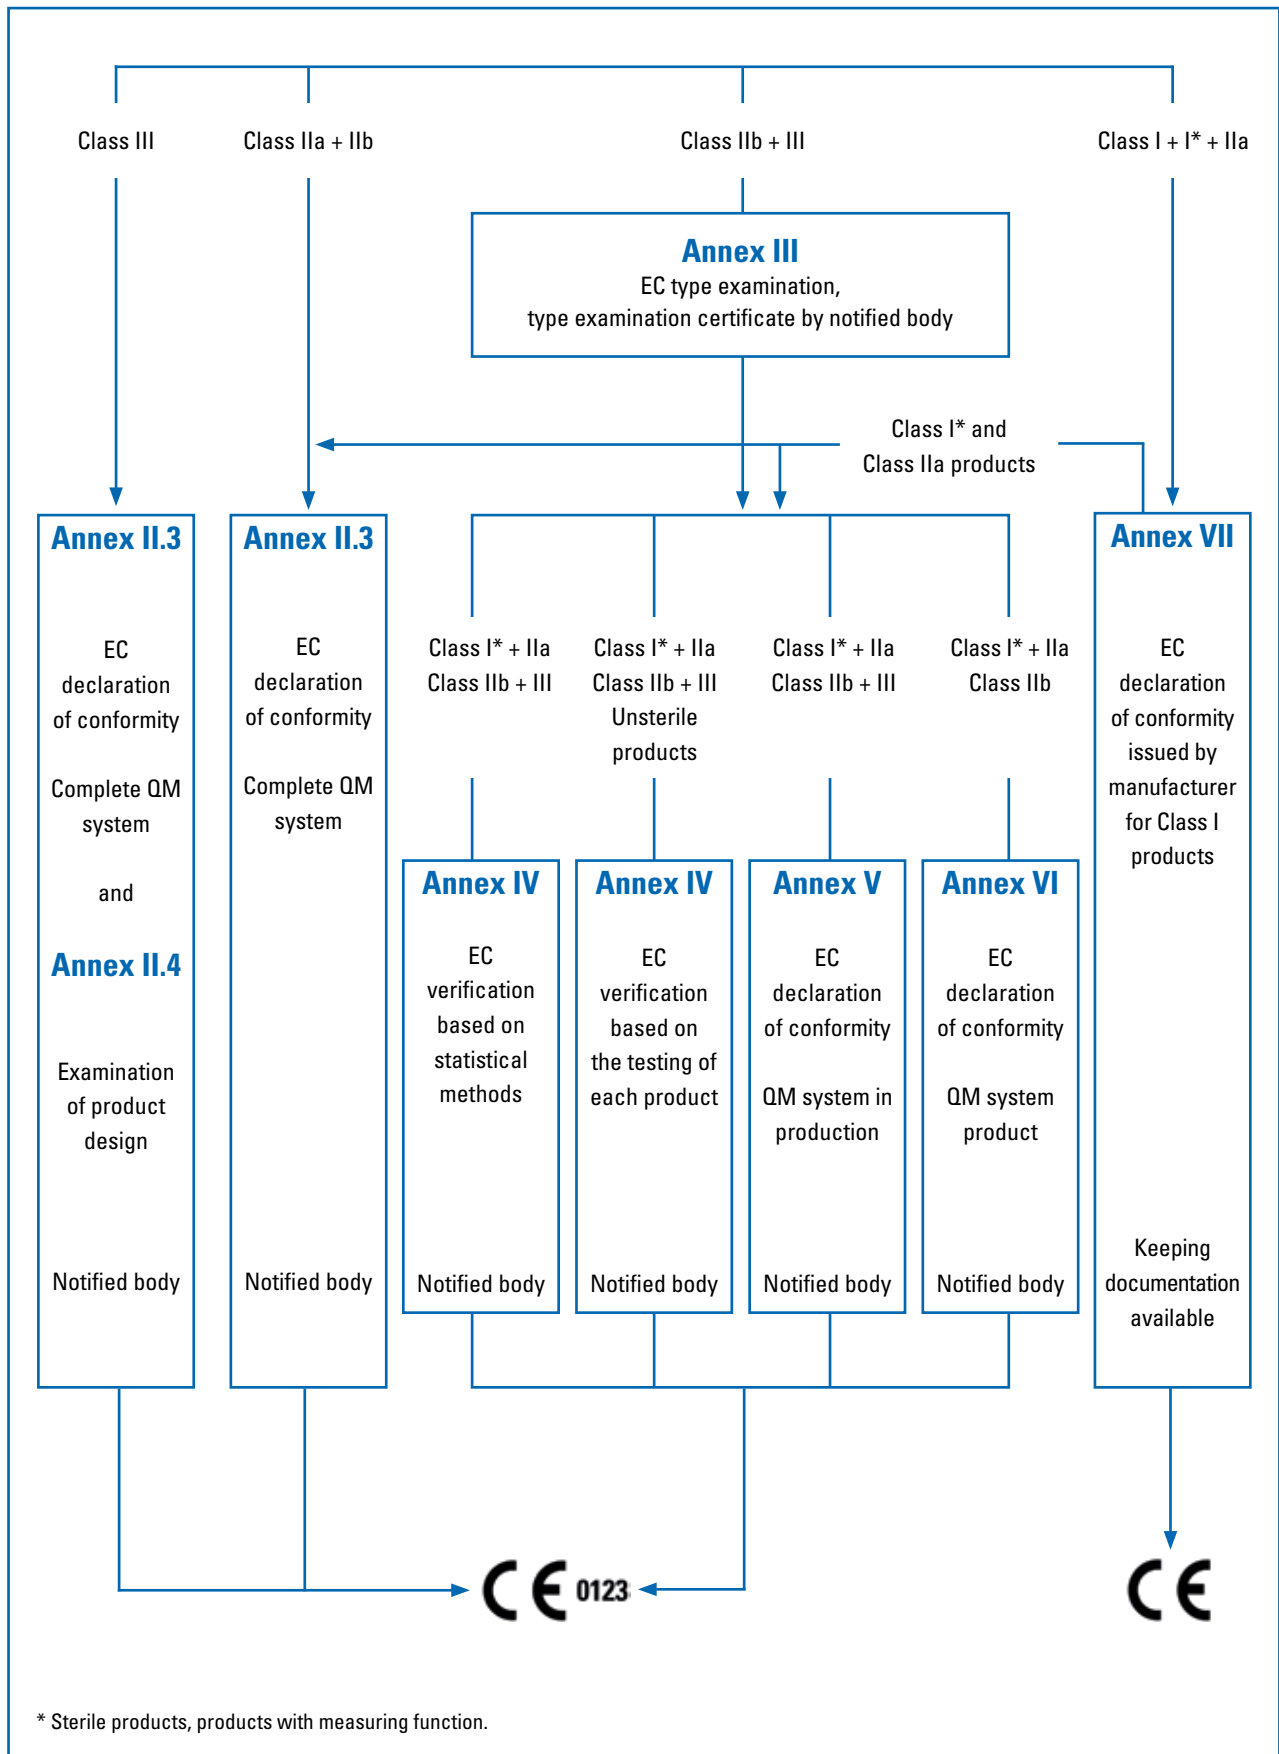 Class III
Class IIa + IIb
Class IIb + III
Class I + I* + IIa
Annex III
EC type examination,
type examination certificate by notified body
Class I* and
Class IIa products
Annex II.3
EC
declaration
of conformity
Complete QM
system
and
Annex II.4
Examination
of product
design
Notified body
Annex II.3
EC
declaration
of conformity
Complete QM
system
Notified body
Class I* + IIa
Class IIb + III
Annex IV
EC
verification
based on
statistical
methods
Notified body
Class I* + IIa
Class IIb + III
Unsterile
products
Annex IV
EC
verification
based on
the testing of
each product
Notified body
Class I* + IIa
Class IIb + III
Annex V
EC
declaration
of conformity
QM system in
production
Notified body
Class I* + IIa
Class IIb
Annex VI
EC
declaration
of conformity
QM system
product
Notified body
Annex VII
EC
declaration
of conformity
issued by
manufacturer
for Class I
products
Keeping
documentation
available
CE 0123
CE
* Sterile products, products with measuring function.